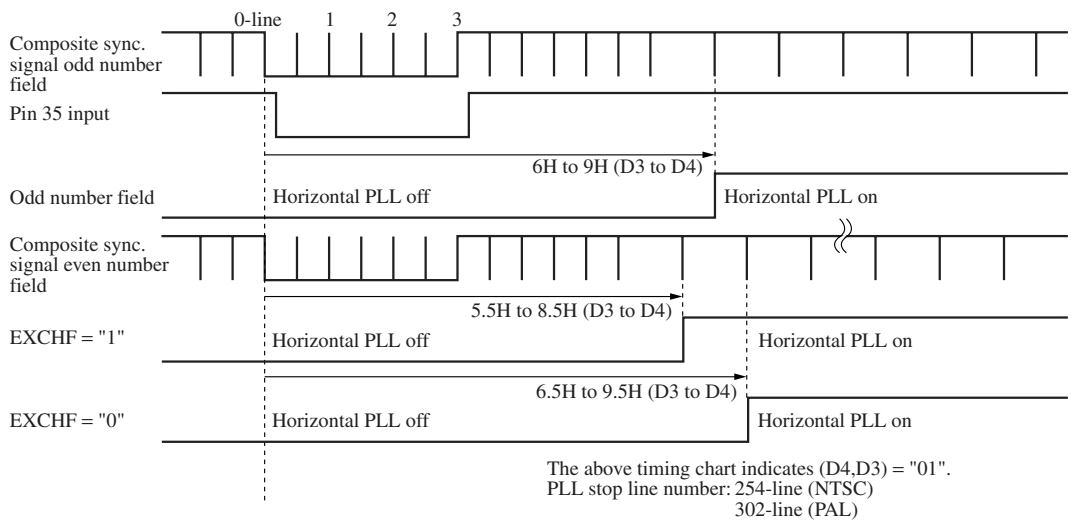 0-line 1 2 3
Composite sync.
signal odd number
field
Pin 35 input
6H to 9H (D3 to D4)
Odd number field
Horizontal PLL off
Horizontal PLL on
Composite sync.
signal even number
field
5.5H to 8.5H (D3 to D4)
EXCHF = "1"
Horizontal PLL off
Horizontal PLL on
6.5H to 9.5H (D3 to D4)
EXCHF = "0"
Horizontal PLL off
Horizontal PLL on
The above timing chart indicates (D4,D3) = "01".
PLL stop line number: 254-line (NTSC)
302-line (PAL)